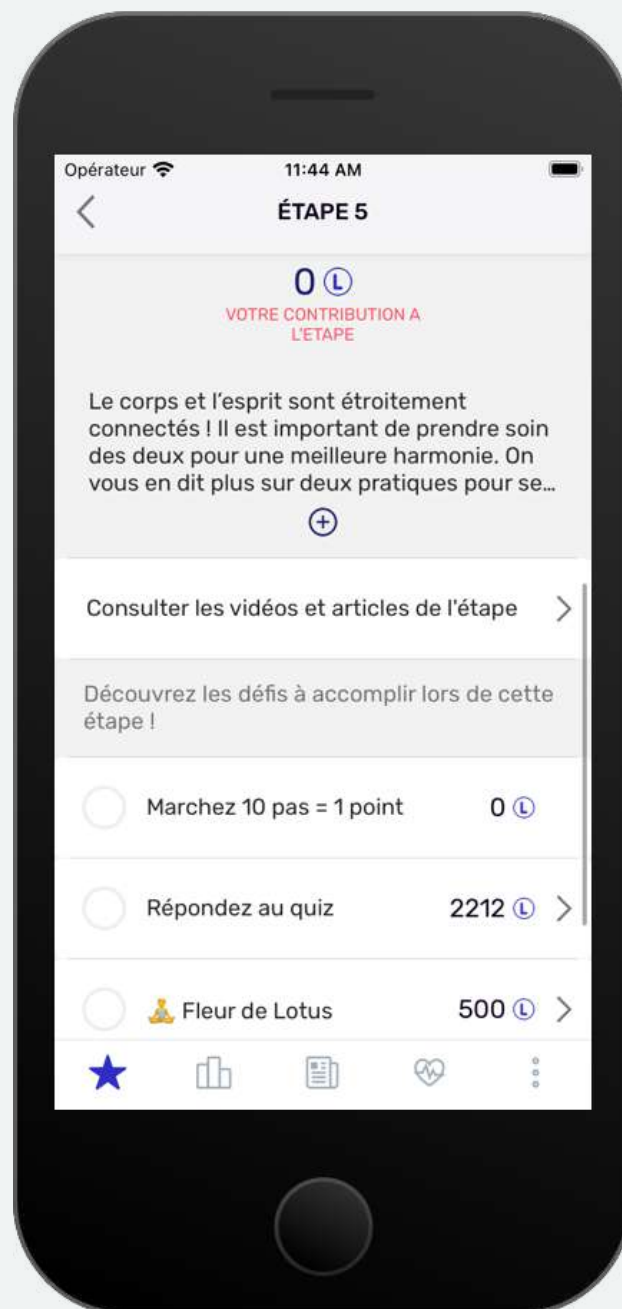 Opérateur
11:44 AM
ÉTAPE 5
0 L
VOTRE CONTRIBUTION A
L'ETAPE
Le corps et l’esprit sont étroitement
connectés ! Il est important de prendre soin
des deux pour une meilleure harmonie. On
vous en dit plus sur deux pratiques pour se…
Consulter les vidéos et articles de l'étape
Découvrez les défis à accomplir lors de cette
étape !
Marchez 10 pas = 1 point 0 L
Répondez au quiz 2212 L
Fleur de Lotus 500 L